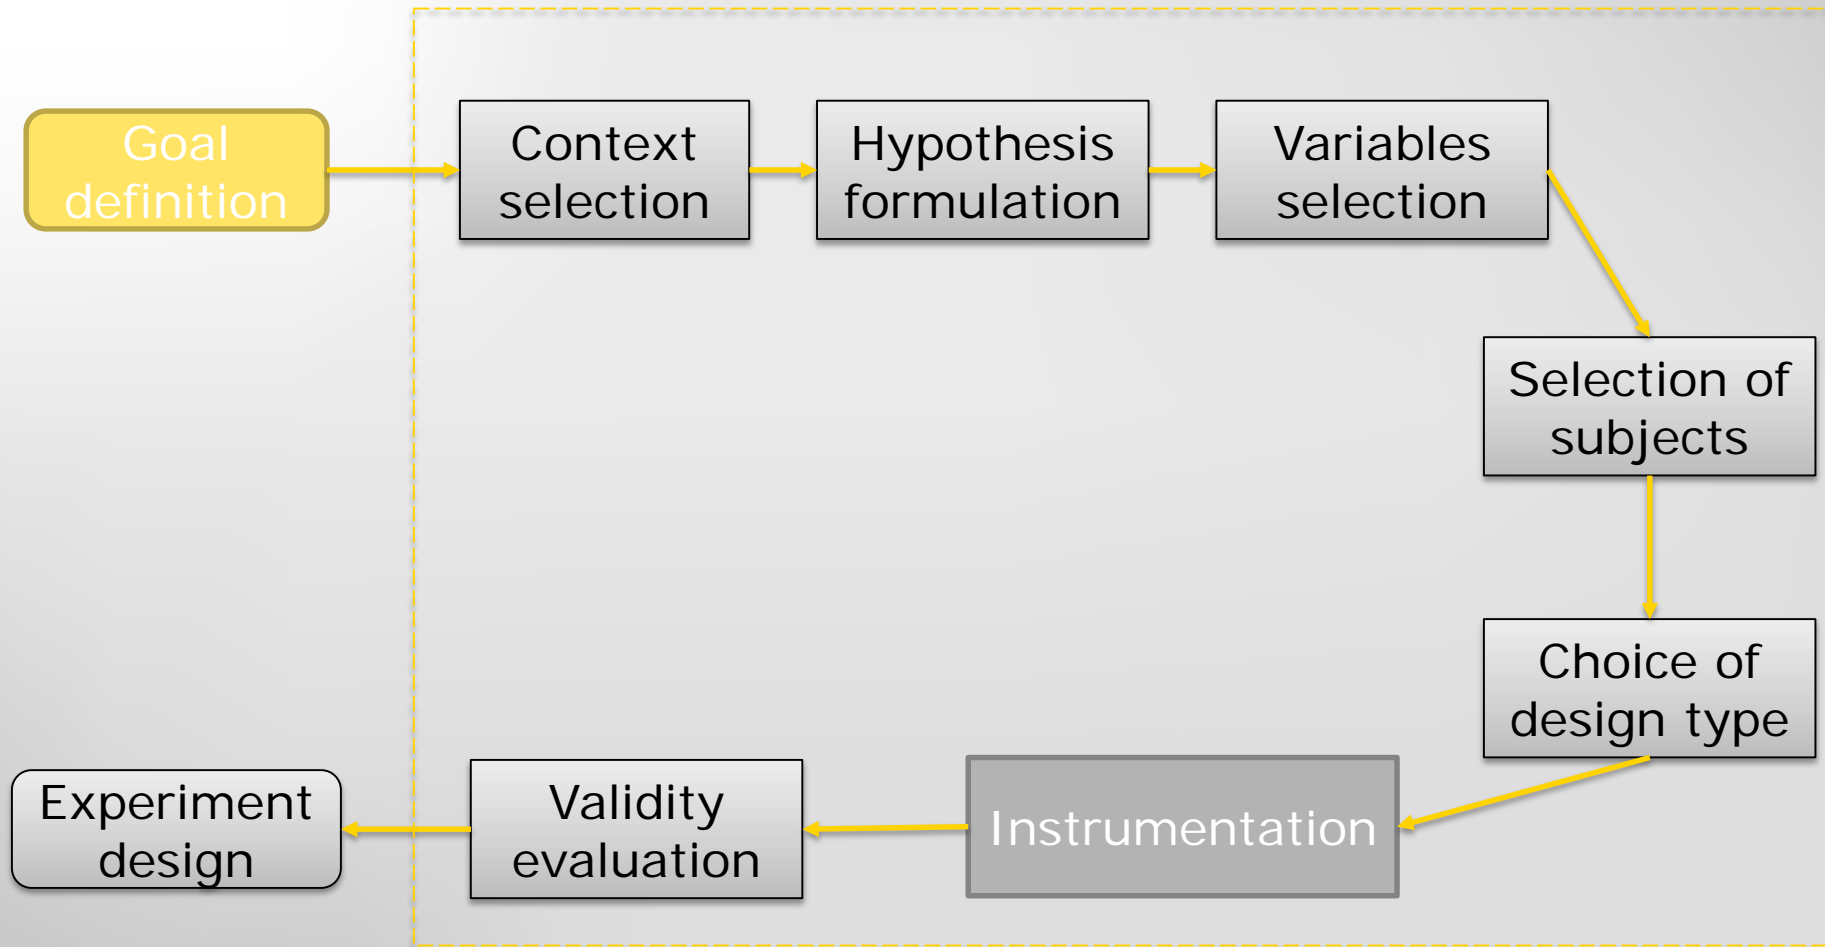 Goal
definition
Context
selection
Hypothesis
formulation
Variables
selection
Selection of
subjects
Choice of
design type
Instrumentation
Validity
evaluation
Experiment
design